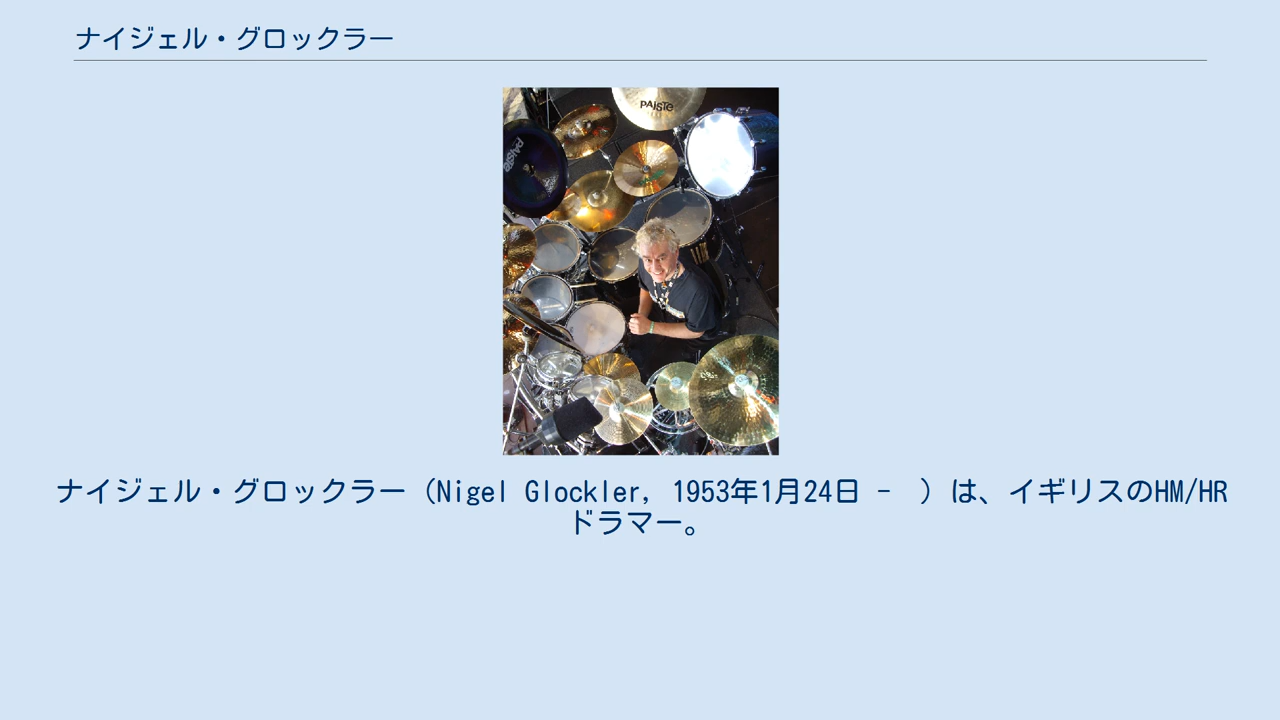 ナイジェル・グロックラー
PAISTE
PAISTE
ナイジェル・グロックラー（Nigel Glockler, 1953年1月24日 - ）は、イギリスのHM/HR
ドラマー。